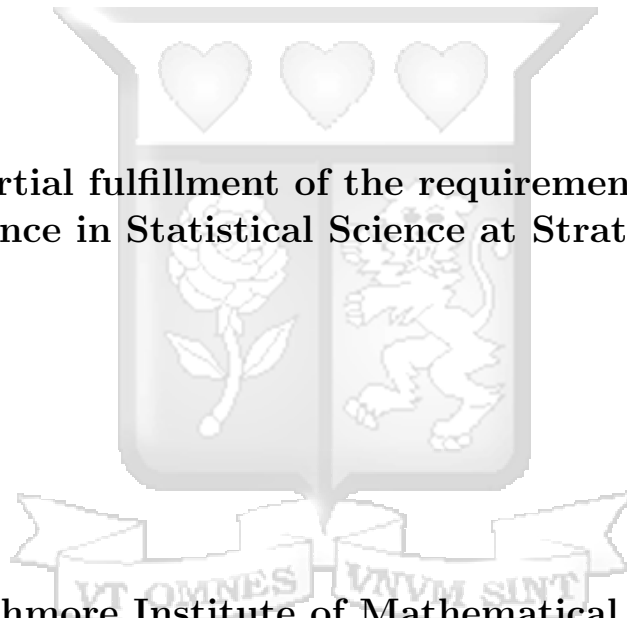 rtial fulfillment of the requiremen
nce in Statistical Science at Strat
VT OMNES VNVM SINT
hmore Institute of Mathematical